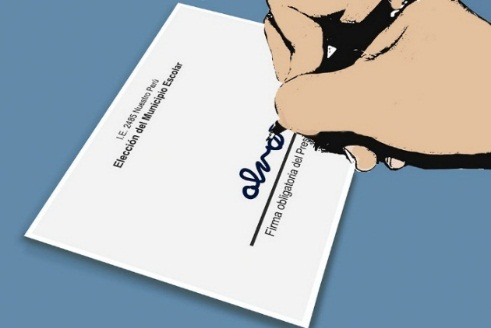 I.E. 2485 Nuestro Perú
Elección del Municipio Escolar
Firma obligatoria del